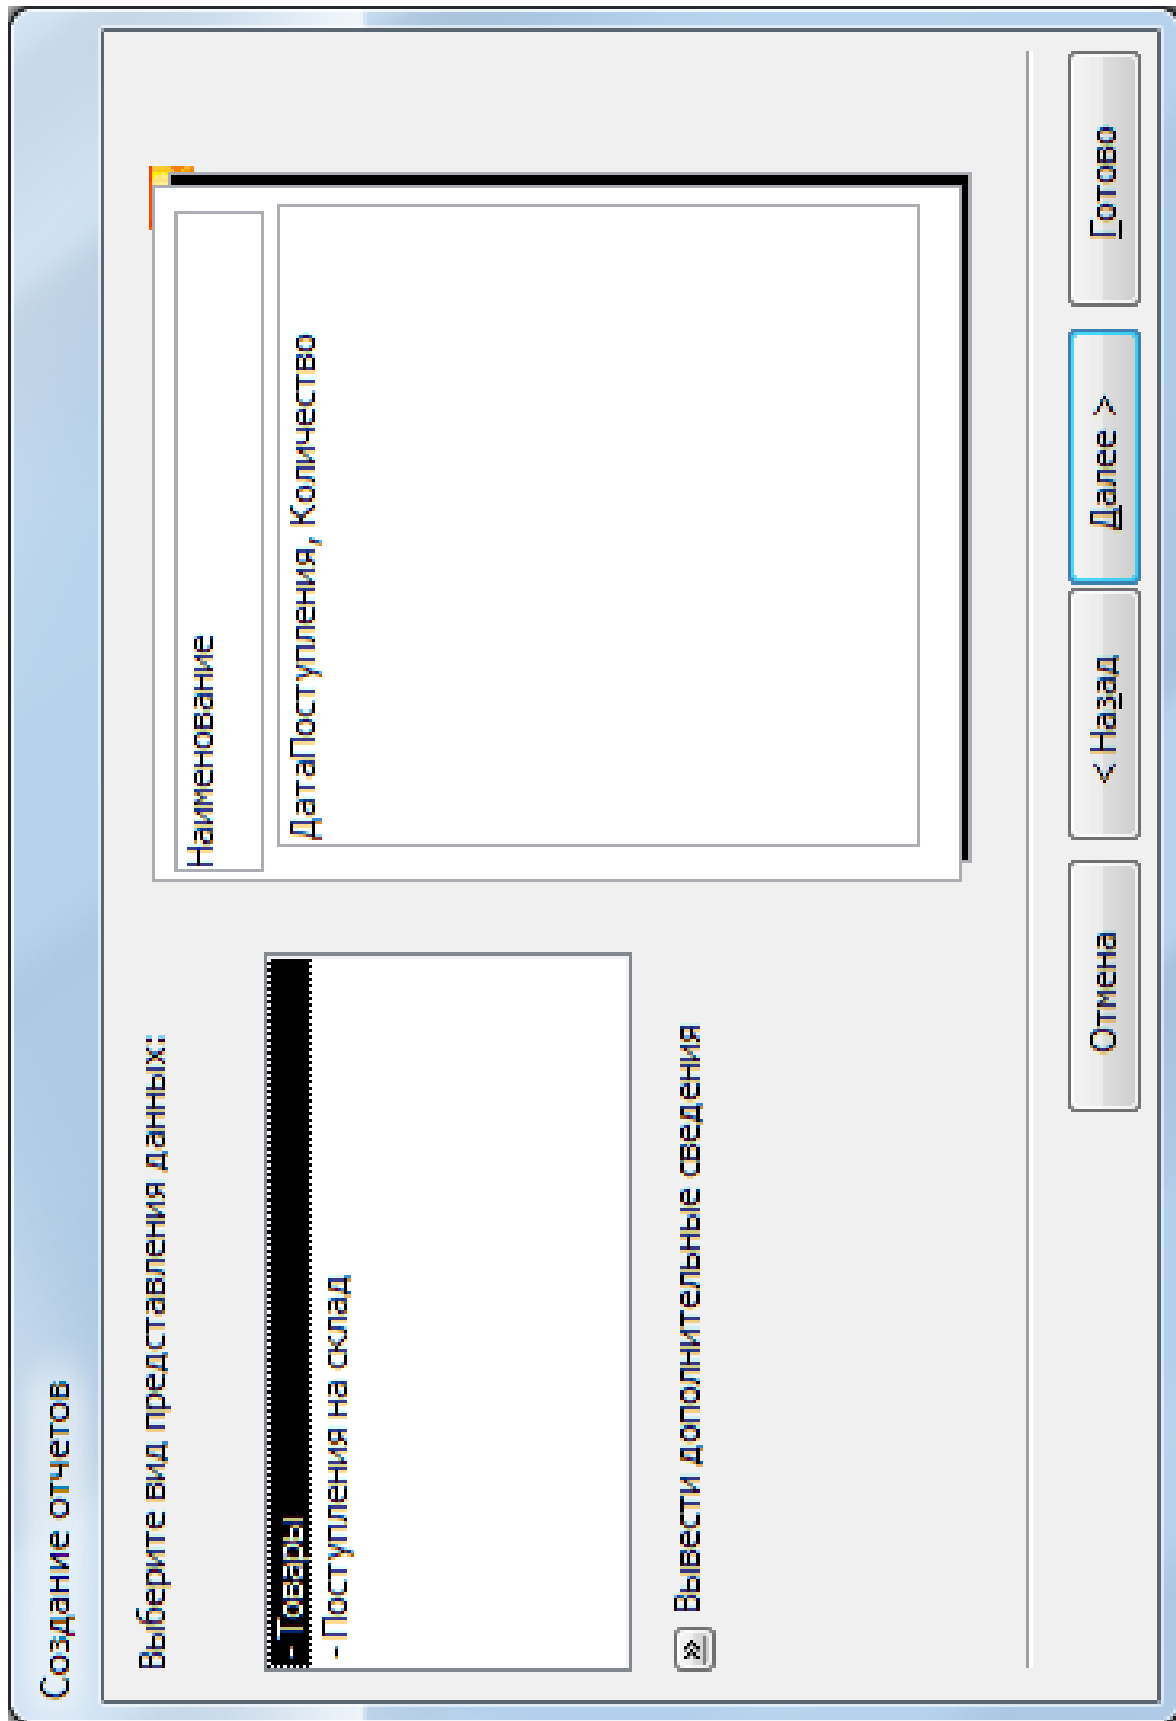 Создание отчетов
Выберите вид представления данных:
- Товары
- Поступления на склад
Наименование
ДатаПоступления, Количество
» Вывести дополнительные сведения
Отмена
< Назад
Далее >
Готово